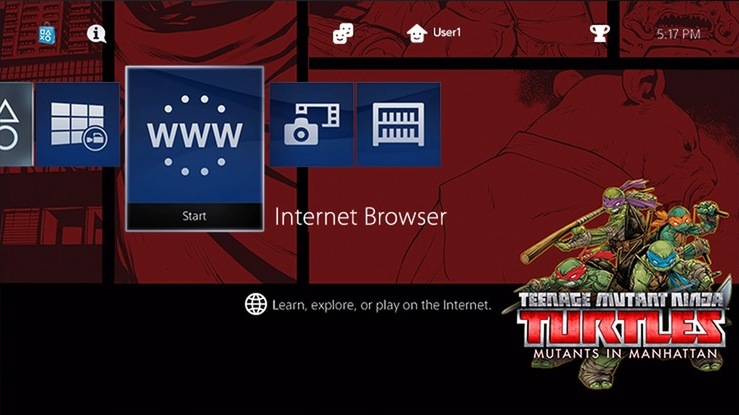 User1
5:17 PM
WWW
Start
Internet Browser
Learn, explore, or play on the Internet.
TEENAGE MUTANT NINJA
TURTLES
MUTANTS IN MANHATTAN